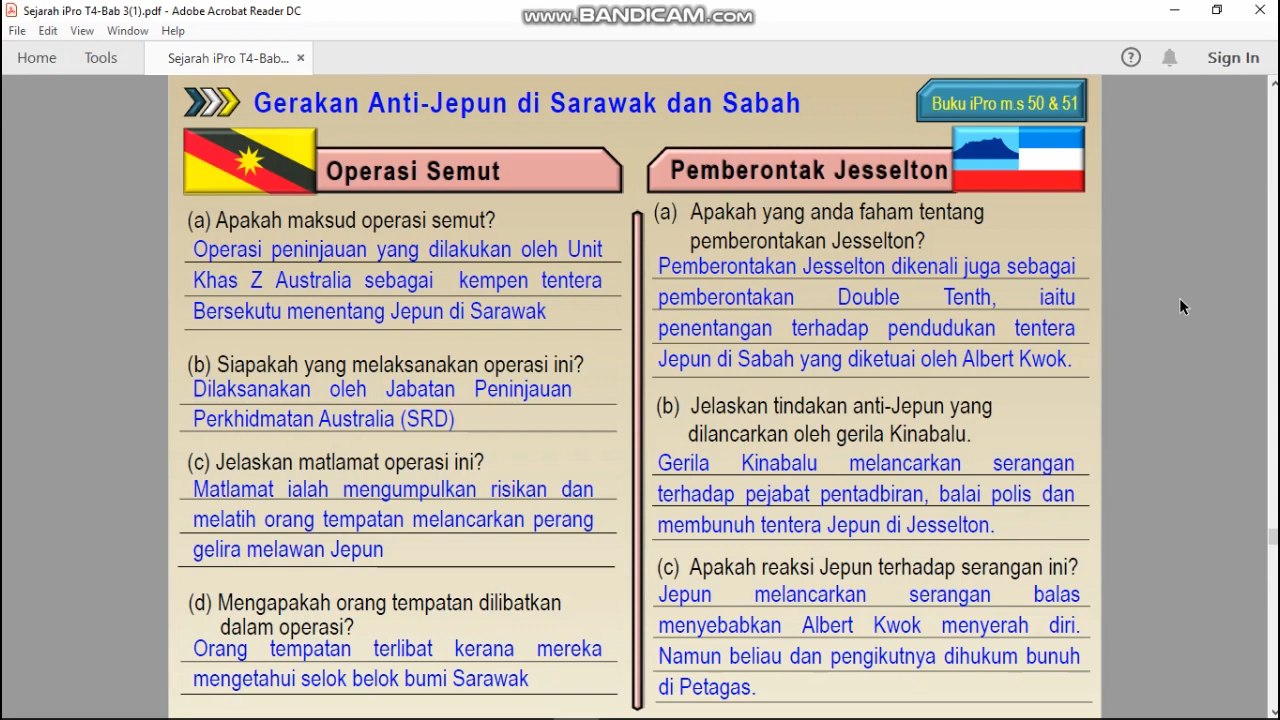 Sejarah iPro T4-Bab 3(1).pdf - Adobe Acrobat Reader DC
www.BANDICAM.com
File Edit View Window Help
Home Tools Sejarah iPro T4-Bab... × Sign In
Gerakan Anti-Jepun di Sarawak dan Sabah
Buku iPro m.s 50 & 51
Operasi Semut
(a) Apakah maksud operasi semut?
Operasi peninjauan yang dilakukan oleh Unit
Khas Z Australia sebagai kempen tentera
Bersekutu menentang Jepun di Sarawak
(b) Siapakah yang melaksanakan operasi ini?
Dilaksanakan oleh Jabatan Peninjauan
Perkhidmatan Australia (SRD)
(c) Jelaskan matlamat operasi ini?
Matlamat ialah mengumpulkan risikan dan
melatih orang tempatan melancarkan perang
gelira melawan Jepun
(d) Mengapakah orang tempatan dilibatkan
dalam operasi?
Orang tempatan terlibat kerana mereka
mengetahui selok belok bumi Sarawak
Pemberontak Jesselton
(a) Apakah yang anda faham tentang
pemberontakan Jesselton?
Pemberontakan Jesselton dikenali juga sebagai
pemberontakan Double Tenth, iaitu
penentangan terhadap pendudukan tentera
Jepun di Sabah yang diketuai oleh Albert Kwok.
(b) Jelaskan tindakan anti-Jepun yang
dilancarkan oleh gerila Kinabalu.
Gerila Kinabalu melancarkan serangan
terhadap pejabat pentadbiran, balai polis dan
membunuh tentera Jepun di Jesselton.
(c) Apakah reaksi Jepun terhadap serangan ini?
Jepun melancarkan serangan balas
menyebabkan Albert Kwok menyerah diri.
Namun beliau dan pengikutnya dihukum bunuh
di Petagas.